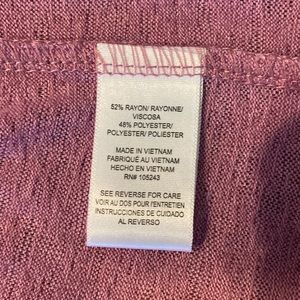 52% RAYON/ RAYONNE/
VISCOSA
48% POLYESTER/
POLYESTER/ POLIESTER
MADE IN VIETNAM
FABRIQUÉ AU VIETNAM
HECHO EN VIETNAM
RN# 105243
SEE REVERSE FOR CARE
VOIR AU DOS POUR l'ENTRETIEN
INSTRUCCIONES DE CUIDADO
AL REVERSO